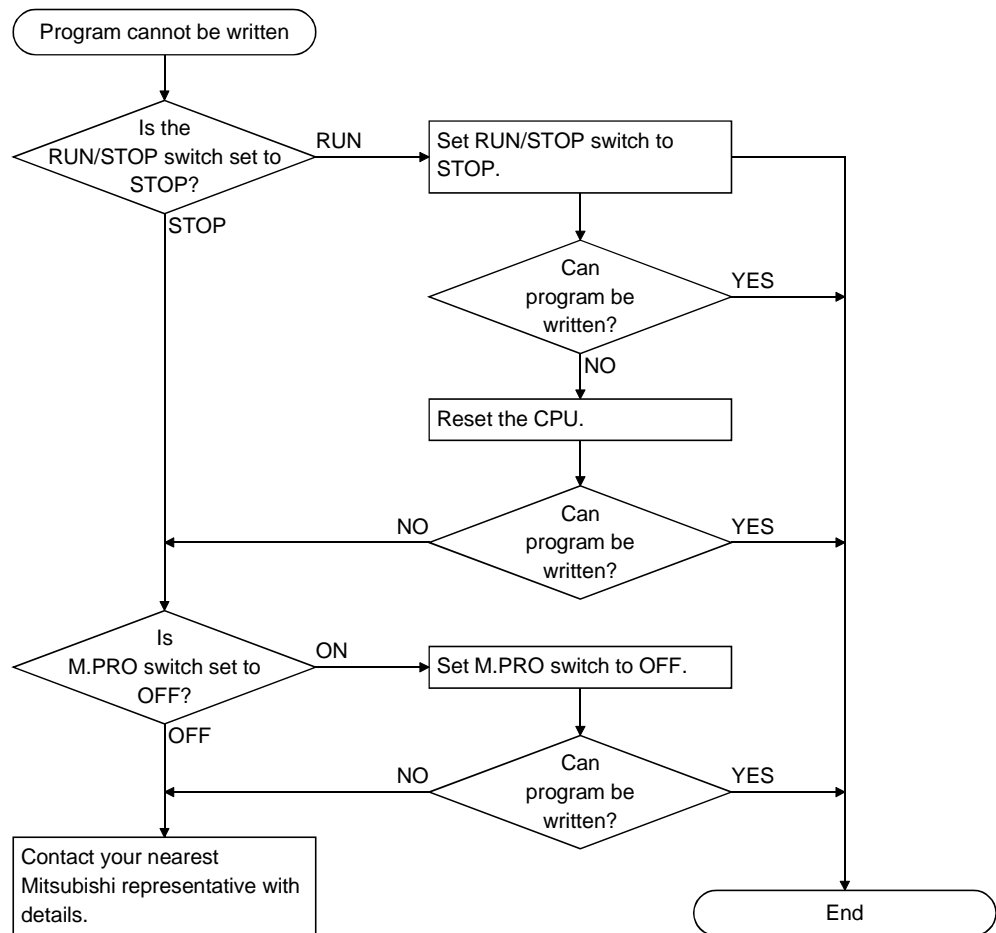 Program cannot be written
Is the
RUN/STOP switch set to
STOP?
RUN
STOP
Set RUN/STOP switch to
STOP.
Can
program be
written?
YES
NO
Reset the CPU.
Can
program be
written?
NO
YES
Is
M.PRO switch set to
OFF?
ON
OFF
Set M.PRO switch to OFF.
Can
program be
written?
NO
YES
Contact your nearest
Mitsubishi representative with
details.
End